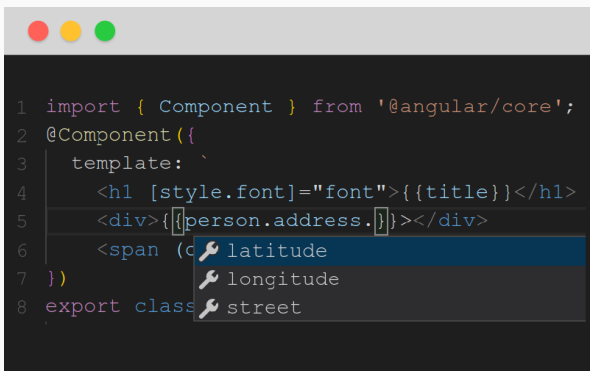 1 import { Component } from '@angular/core';
2 @Component({
3 template: `
4 <h1 [style.font]="font">{{title}}</h1>
5 <div>{{person.address.}}></div>
6 <span (
latitude
7 })
longitude
8 export class
street